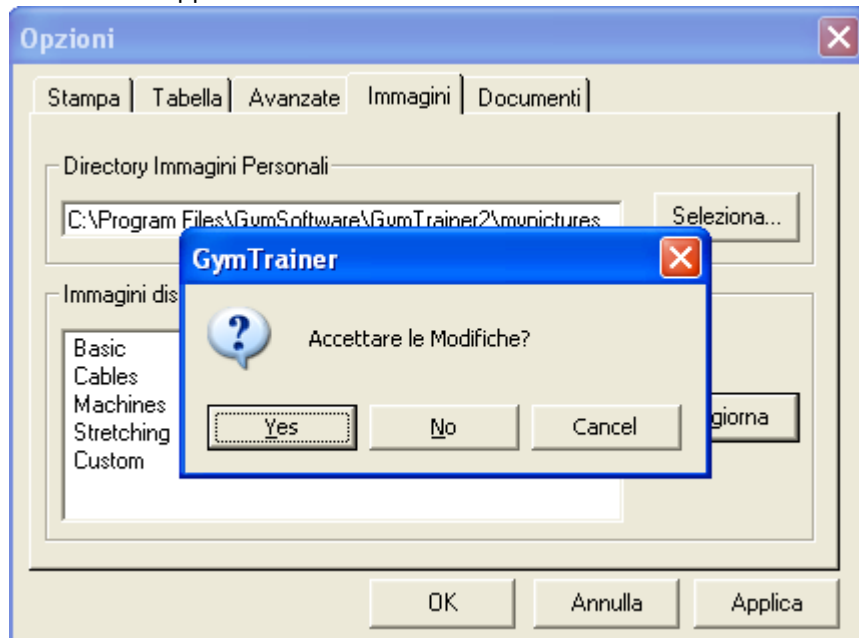 Opzioni
Stampa Tabella Avanzate Immagini Documenti
Directory Immagini Personali
C:\Program Files\GymSoftware\GymTrainer2\mypictures Seleziona...
GymTrainer
Immagini dis
Accettare le Modifiche?
Basic
Cables
Machines
Stretching
Custom
Yes No Cancel
giorna
OK Annulla Applica